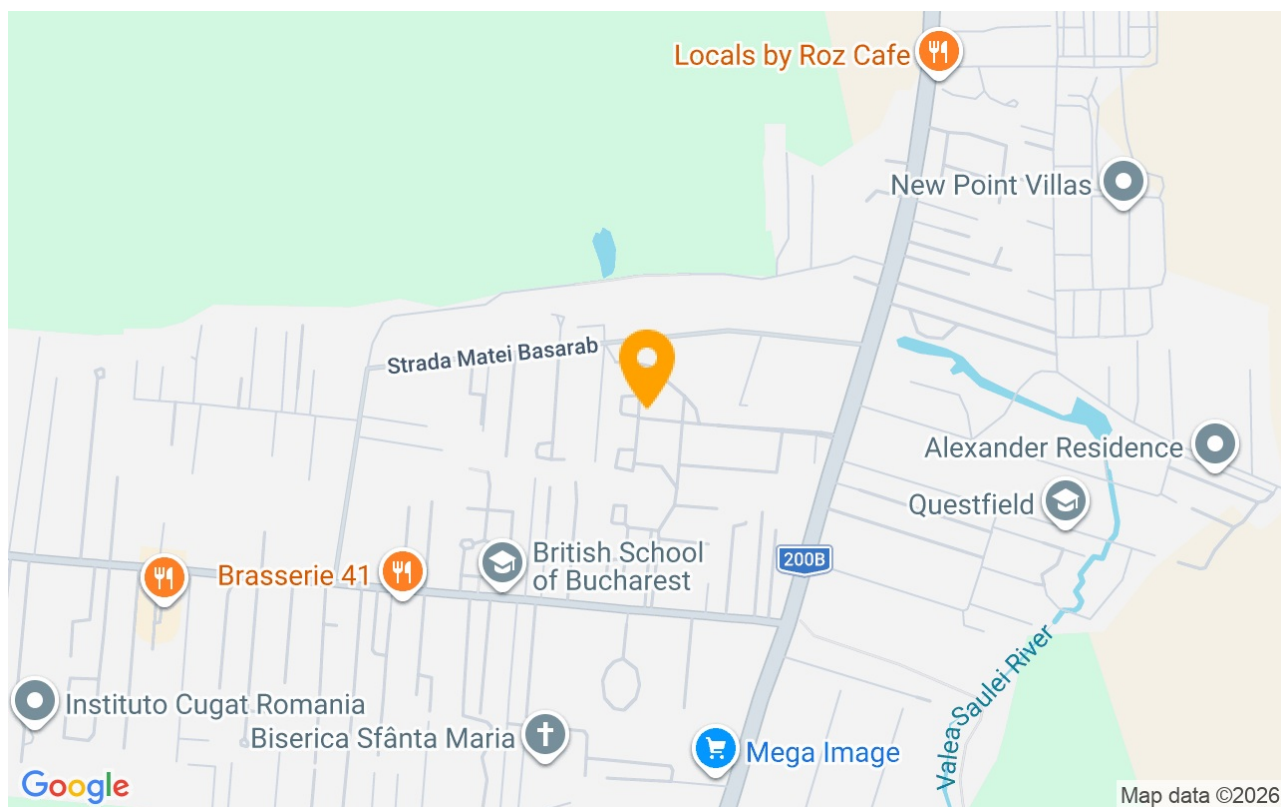 Locals by Roz Cafe
New Point Villas
Strada Matei Basarab
Alexander Residence
Questfield
200B
British School
of Bucharest
Brasserie 41
Valea Saulei River
Instituto Cugat Romania
Biserica Sfânta Maria
Mega Image
Google
Map data ©2026